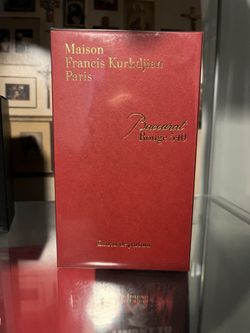 Maison
Francis Kurkdjian
Paris
Baccarat
Rouge 540
Extrait de parfum